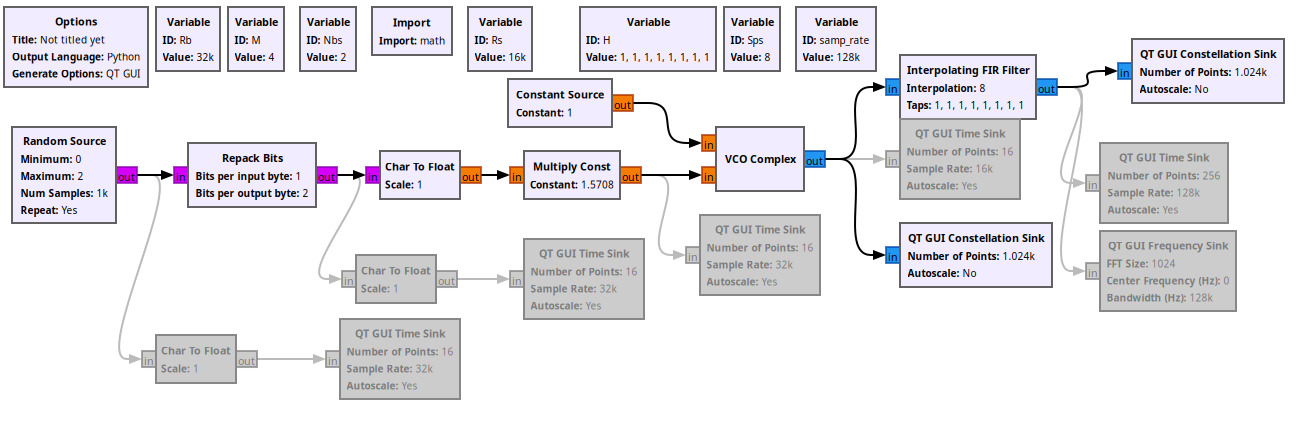 Options
Title: Not titled yet
Output Language: Python
Generate Options: QT GUI
Variable
ID: Rb
Value: 32k
Variable
ID: M
Value: 4
Variable
ID: Nbs
Value: 2
Import
Import: math
Variable
ID: Rs
Value: 16k
Variable
ID: H
Value: 1, 1, 1, 1, 1, 1, 1, 1
Variable
ID: Sps
Value: 8
Variable
ID: samp_rate
Value: 128k
Random Source
Minimum: 0
Maximum: 2
Num Samples: 1k
Repeat: Yes
out
in
Repack Bits
Bits per input byte: 1
Bits per output byte: 2
out
in
Char To Float
Scale: 1
out
in
Multiply Const
Constant: 1.5708
out
Constant Source
Constant: 1
out
in
in
VCO Complex
out
in
Interpolating FIR Filter
Interpolation: 8
Taps: 1, 1, 1, 1, 1, 1, 1, 1
out
in
QT GUI Constellation Sink
Number of Points: 1.024k
Autoscale: No
in
QT GUI Time Sink
Number of Points: 16
Sample Rate: 16k
Autoscale: Yes
in
QT GUI Time Sink
Number of Points: 256
Sample Rate: 128k
Autoscale: Yes
in
QT GUI Constellation Sink
Number of Points: 1.024k
Autoscale: No
in
QT GUI Frequency Sink
FFT Size: 1024
Center Frequency (Hz): 0
Bandwidth (Hz): 128k
in
QT GUI Time Sink
Number of Points: 16
Sample Rate: 32k
Autoscale: Yes
in
Char To Float
Scale: 1
out
in
QT GUI Time Sink
Number of Points: 16
Sample Rate: 32k
Autoscale: Yes
in
Char To Float
Scale: 1
out
in
QT GUI Time Sink
Number of Points: 16
Sample Rate: 32k
Autoscale: Yes